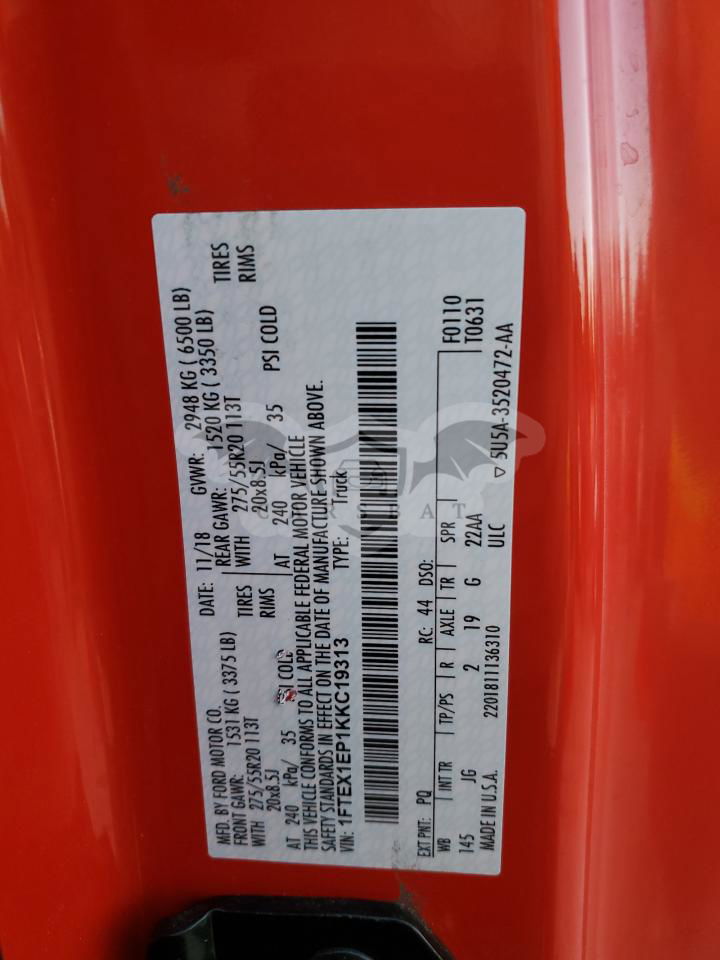 MFD. BY FORD MOTOR CO.
DATE: 11/18 GVWR: 2948 KG ( 6500 LB)
FRONT GAWR: 1531 KG ( 3375 LB) REAR GAWR: 1520 KG ( 3350 LB)
WITH 275/55R20 113T TIRES WITH 275/55R20 113T TIRES
20x8.5J RIMS 20x8.5J RIMS
AT 240 kPa/ 35 PSI COLD AT 240 kPa/ 35 PSI COLD
THIS VEHICLE CONFORMS TO ALL APPLICABLE FEDERAL MOTOR VEHICLE
SAFETY STANDARDS IN EFFECT ON THE DATE OF MANUFACTURE SHOWN ABOVE.
VIN: 1FTEX1EP1KKC19313 TYPE: Truck
CARSBAT
EXT PNT: PQ RC: 44 DSO: F0110
WB INT TR TP/PS R AXLE TR SPR T0631
145 JG 2 19 G 22AA
MADE IN U.S.A. 2201811136310 ULC ▽5U5A-3520472-AA